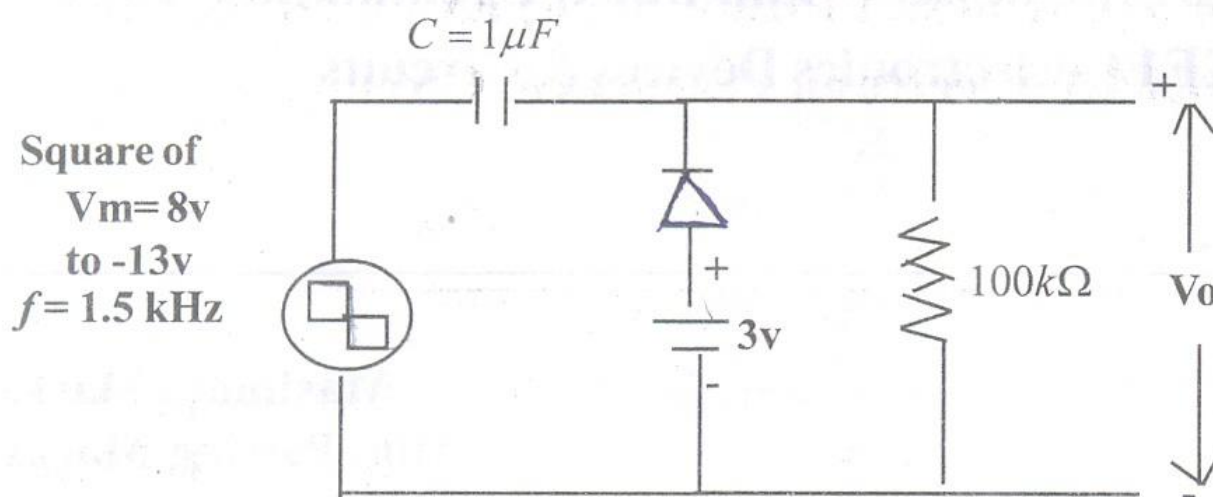 C = 1μF
Square of
Vm= 8v
to -13v
f = 1.5 kHz
+
+
3v
-
100kΩ
Vo
-